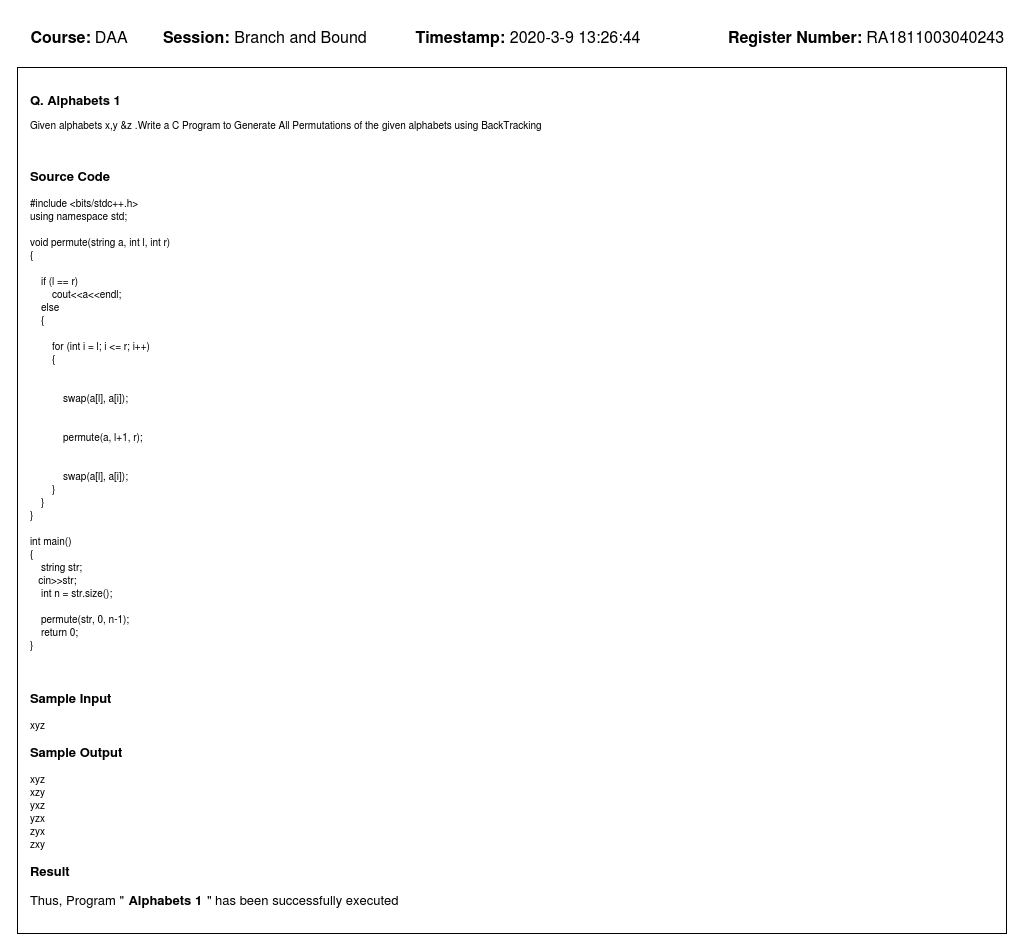 Course: DAA Session: Branch and Bound Timestamp: 2020-3-9 13:26:44 Register Number: RA1811003040243
Q. Alphabets 1
Given alphabets x,y &z .Write a C Program to Generate All Permutations of the given alphabets using BackTracking
Source Code
#include <bits/stdc++.h>
using namespace std;
void permute(string a, int l, int r)
{
if (l == r)
cout<<a<<endl;
else
{
for (int i = l; i <= r; i++)
{
swap(a[l], a[i]);
permute(a, l+1, r);
swap(a[l], a[i]);
}
}
}
int main()
{
string str;
cin>>str;
int n = str.size();
permute(str, 0, n-1);
return 0;
}
Sample Input
xyz
Sample Output
xyz
xzy
yxz
yzx
zyx
zxy
Result
Thus, Program " Alphabets 1 " has been successfully executed